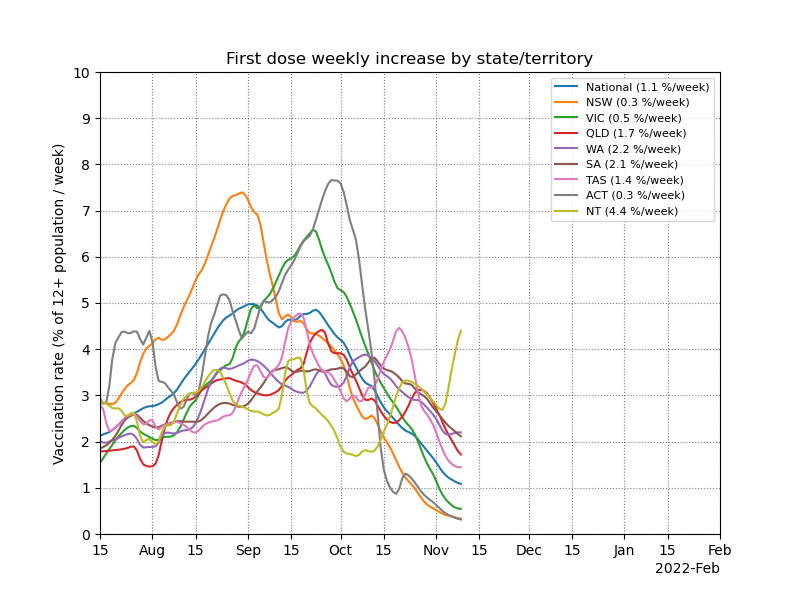 First dose weekly increase by state/territory
Vaccination rate (% of 12+ population / week)
10
9
8
7
6
5
4
3
2
1
0
National (1.1 %/week)
NSW (0.3 %/week)
VIC (0.5 %/week)
QLD (1.7 %/week)
WA (2.2 %/week)
SA (2.1 %/week)
TAS (1.4 %/week)
ACT (0.3 %/week)
NT (4.4 %/week)
15 Aug 15 Sep 15 Oct 15 Nov 15 Dec 15 Jan 15 Feb
2022-Feb